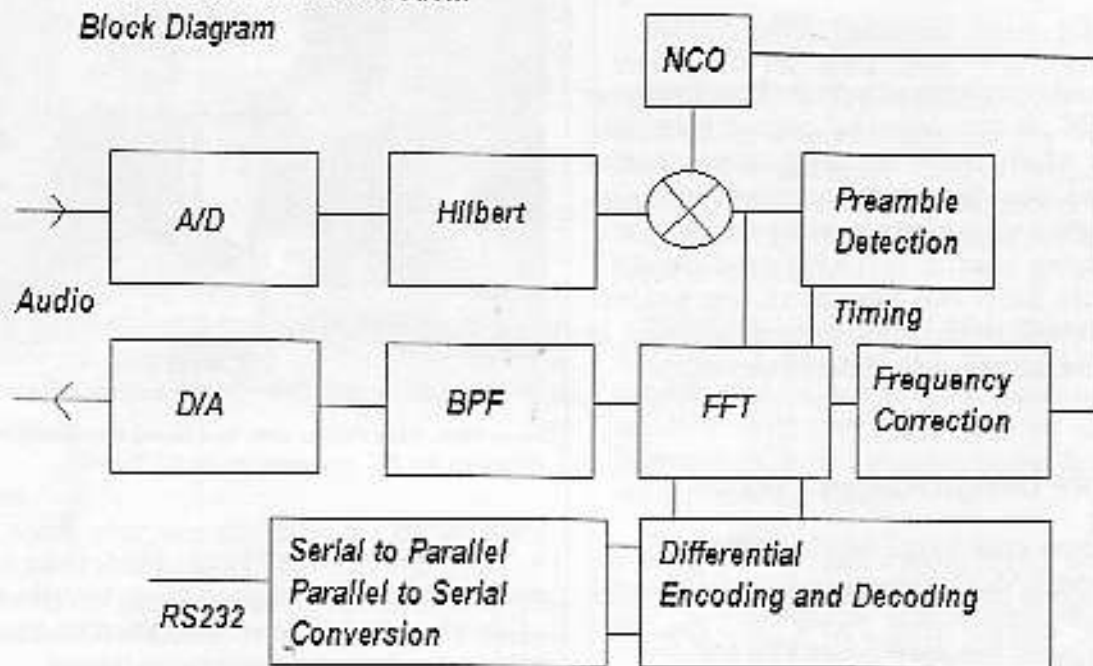 Block Diagram
NCO
A/D
Hilbert
Preamble
Detection
Audio
Timing
D/A
BPF
FFT
Frequency
Correction
Serial to Parallel
Parallel to Serial
Conversion
RS232
Differential
Encoding and Decoding